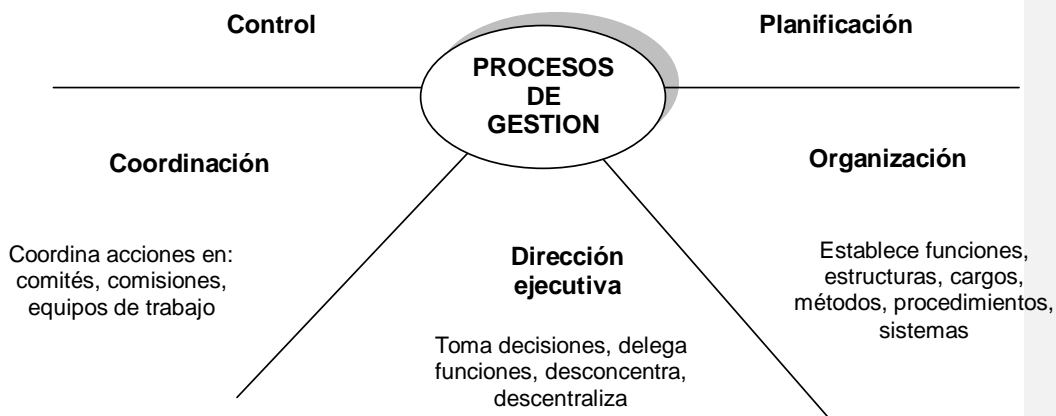 Control
Planificación
PROCESOS
DE
GESTION
Coordinación
Organización
Coordina acciones en:
comités, comisiones,
equipos de trabajo
Dirección
ejecutiva
Toma decisiones, delega
funciones, desconcentra,
descentraliza
Establece funciones,
estructuras, cargos,
métodos, procedimientos,
sistemas